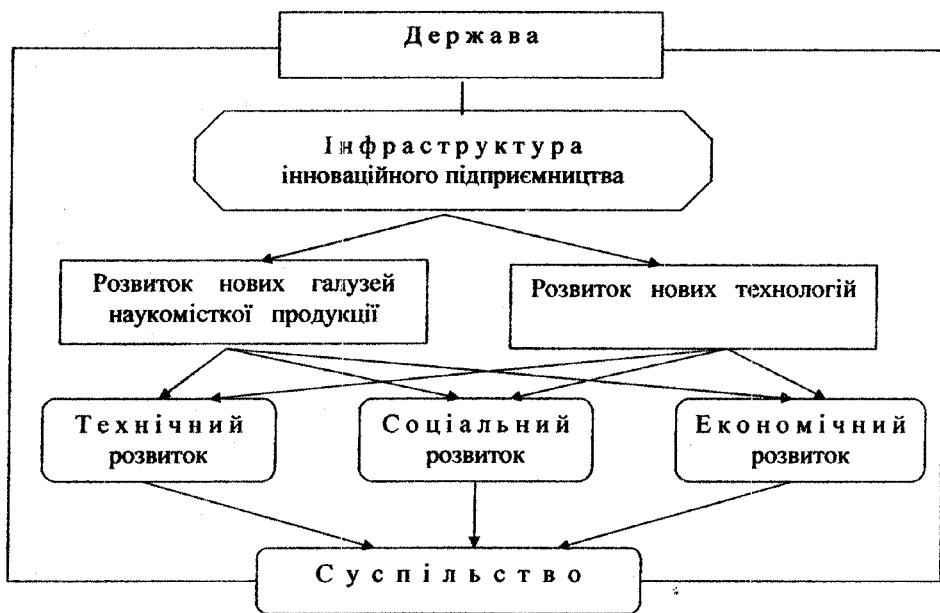 Держава
Інфраструктура
інноваційного підприємництва
Розвиток нових галузей
наукомісткої продукції
Розвиток нових технологій
Технічний
розвиток
Соціальний
розвиток
Економічний
розвиток
Суспільство